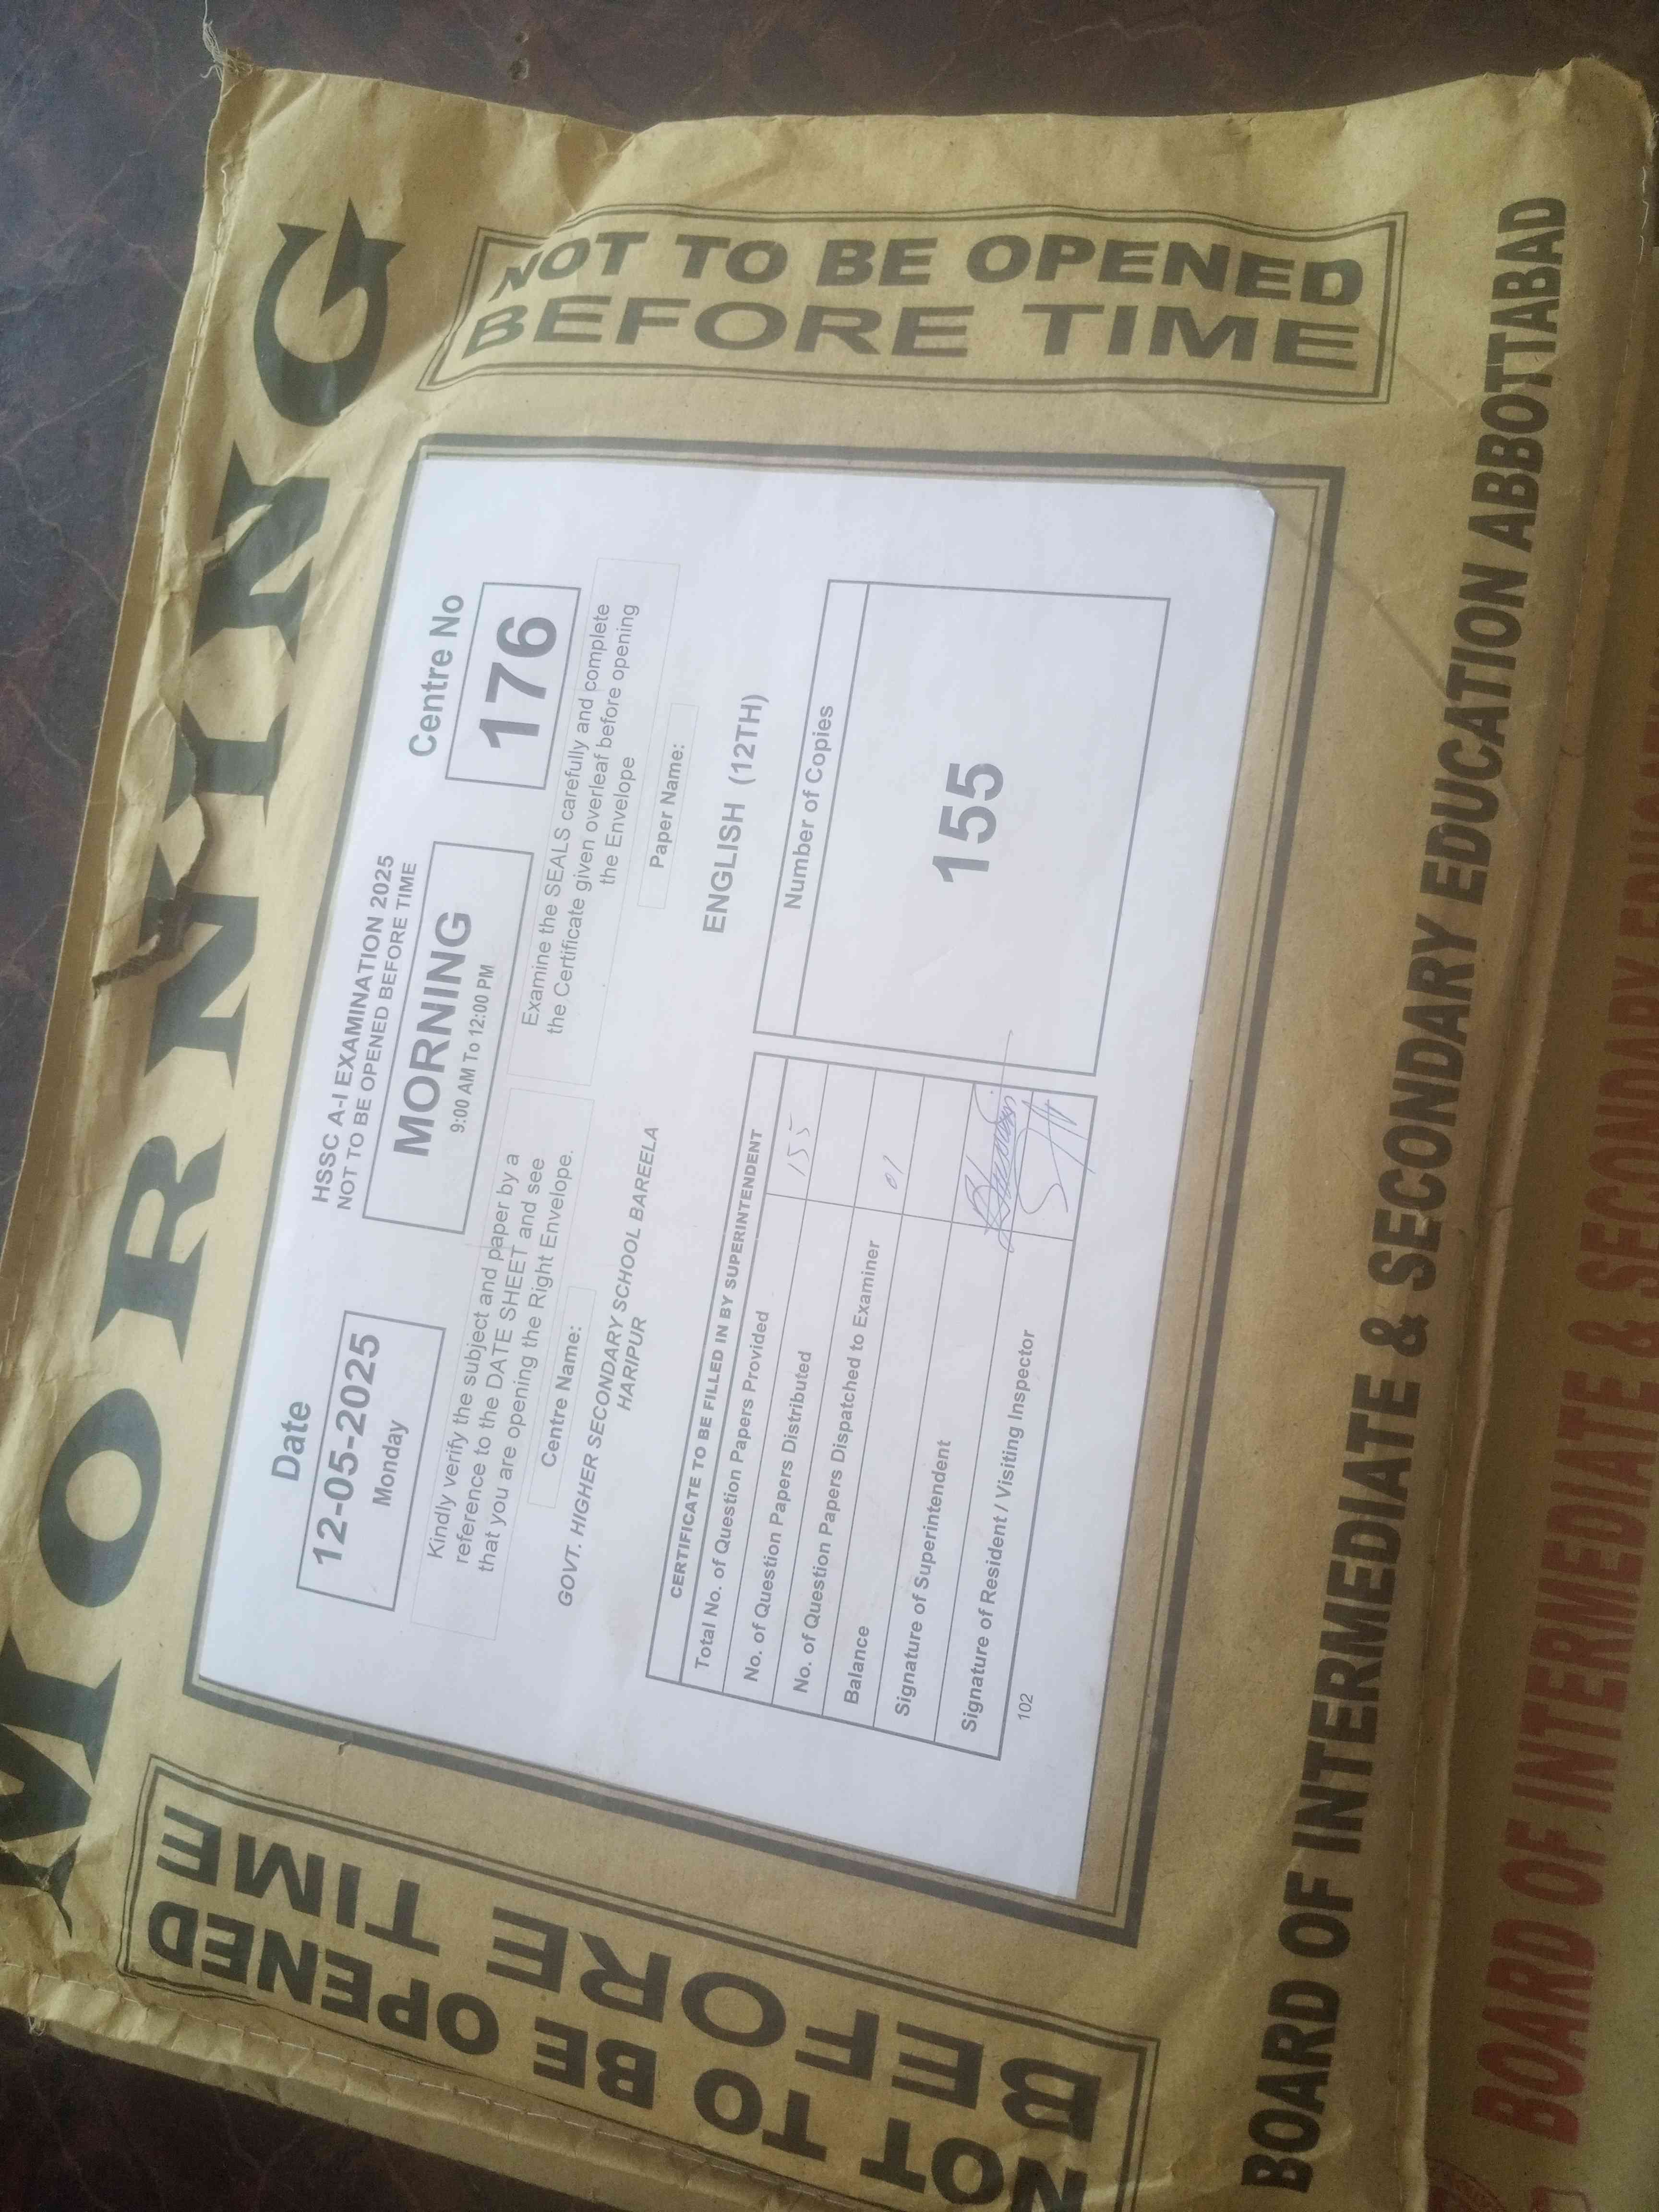 MORNING
NOT TO BE OPENED
BEFORE TIME
Date
12-05-2025
Monday
HSSC A-I EXAMINATION 2025
NOT TO BE OPENED BEFORE TIME
MORNING
9:00 AM To 12:00 PM
Centre No
176
Kindly verify the subject and paper by a
reference to the DATE SHEET and see
that you are opening the Right Envelope.
Examine the SEALS carefully and complete
the Certificate given overleaf before opening
the Envelope
Centre Name:
GOVT. HIGHER SECONDARY SCHOOL BAREELA
HARIPUR
Paper Name:
ENGLISH (12TH)
CERTIFICATE TO BE FILLED IN BY SUPERINTENDENT
Total No. of Question Papers Provided
No. of Question Papers Distributed 155
No. of Question Papers Dispatched to Examiner
Balance 01
Signature of Superintendent
Signature of Resident / Visiting Inspector
102
Number of Copies
155
NOT TO BE OPENED
BEFORE TIME
BOARD OF INTERMEDIATE & SECONDARY EDUCATION ABBOTTABAD
BOARD OF INTERMEDIATE & SECONDARY